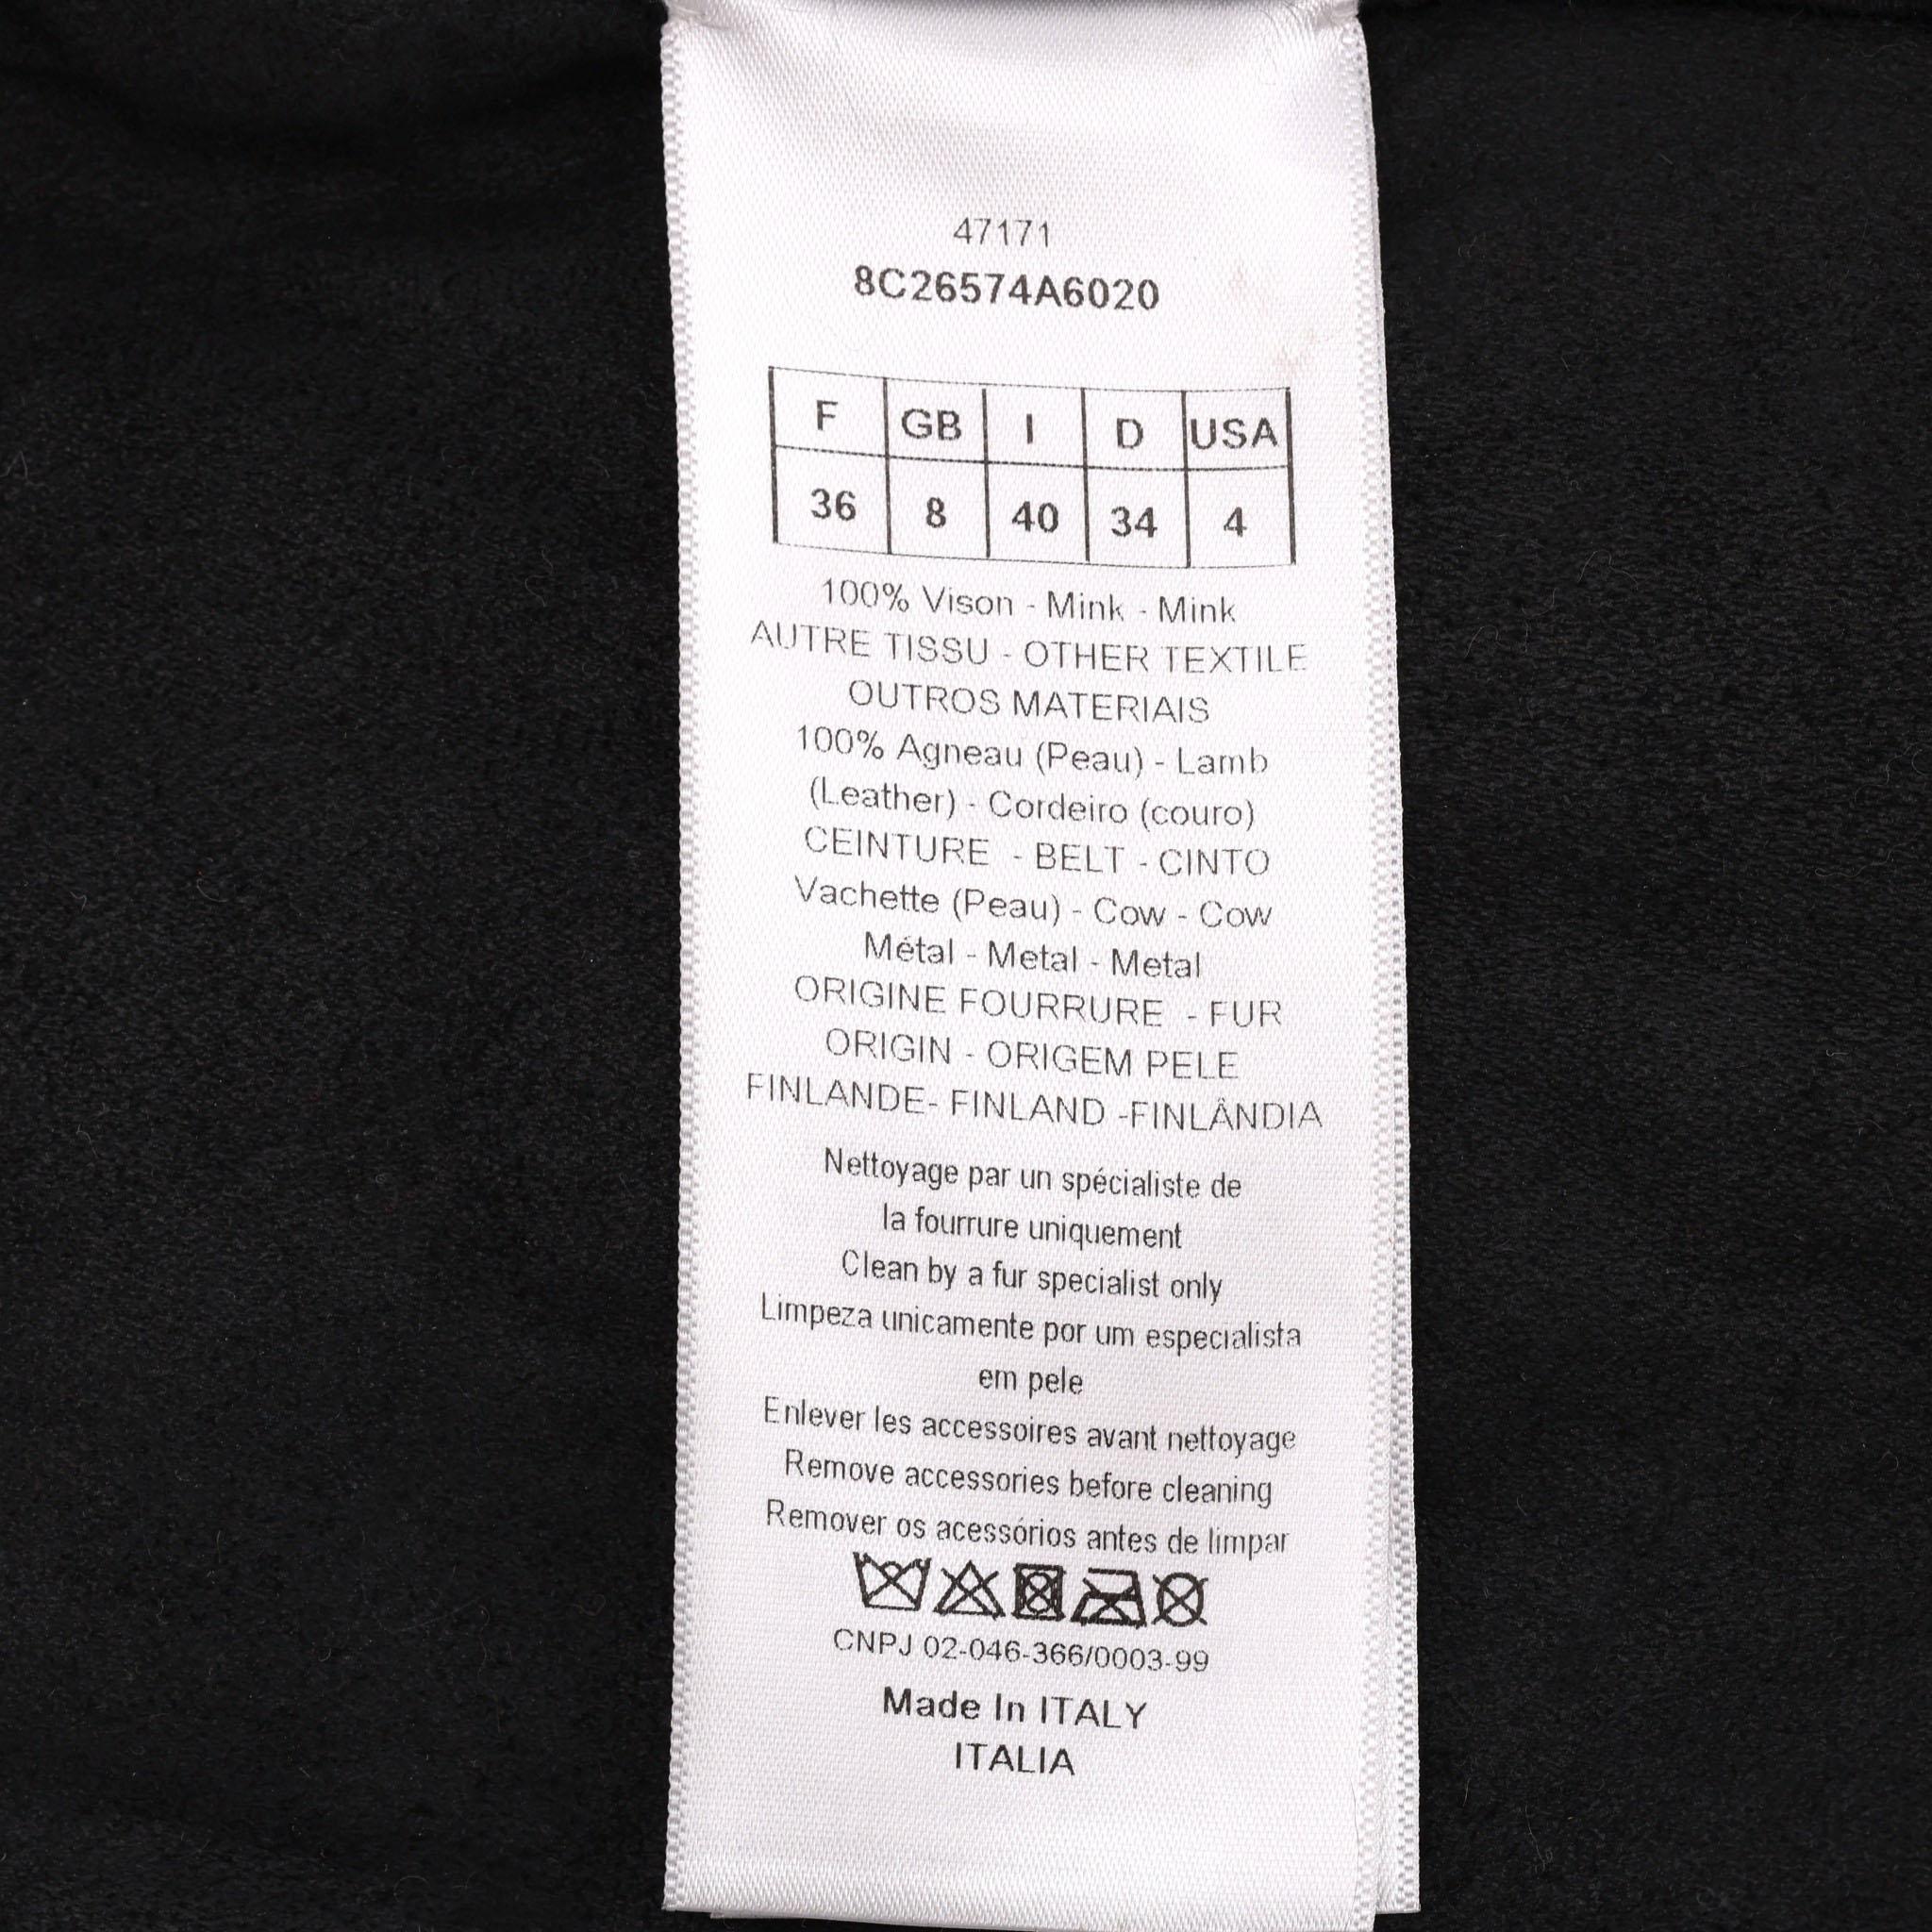 47171
8C26574A6020
F GB I D USA
36 8 40 34 4
100% Vison - Mink - Mink
AUTRE TISSU - OTHER TEXTILE
OUTROS MATERIAIS
100% Agneau (Peau) - Lamb
(Leather) - Cordeiro (couro)
CEINTURE - BELT - CINTO
Vachette (Peau) - Cow - Cow
Métal - Metal - Metal
ORIGINE FOURRURE - FUR
ORIGIN - ORIGEM PELE
FINLANDE- FINLAND -FINLÂNDIA
Nettoyage par un spécialiste de
la fourrure uniquement
Clean by a fur specialist only
Limpeza unicamente por um especialista
em pele
Enlever les accessoires avant nettoyage
Remove accessories before cleaning
Remover os acessórios antes de limpar
CNPJ 02-046-366/0003-99
Made In ITALY
ITALIA